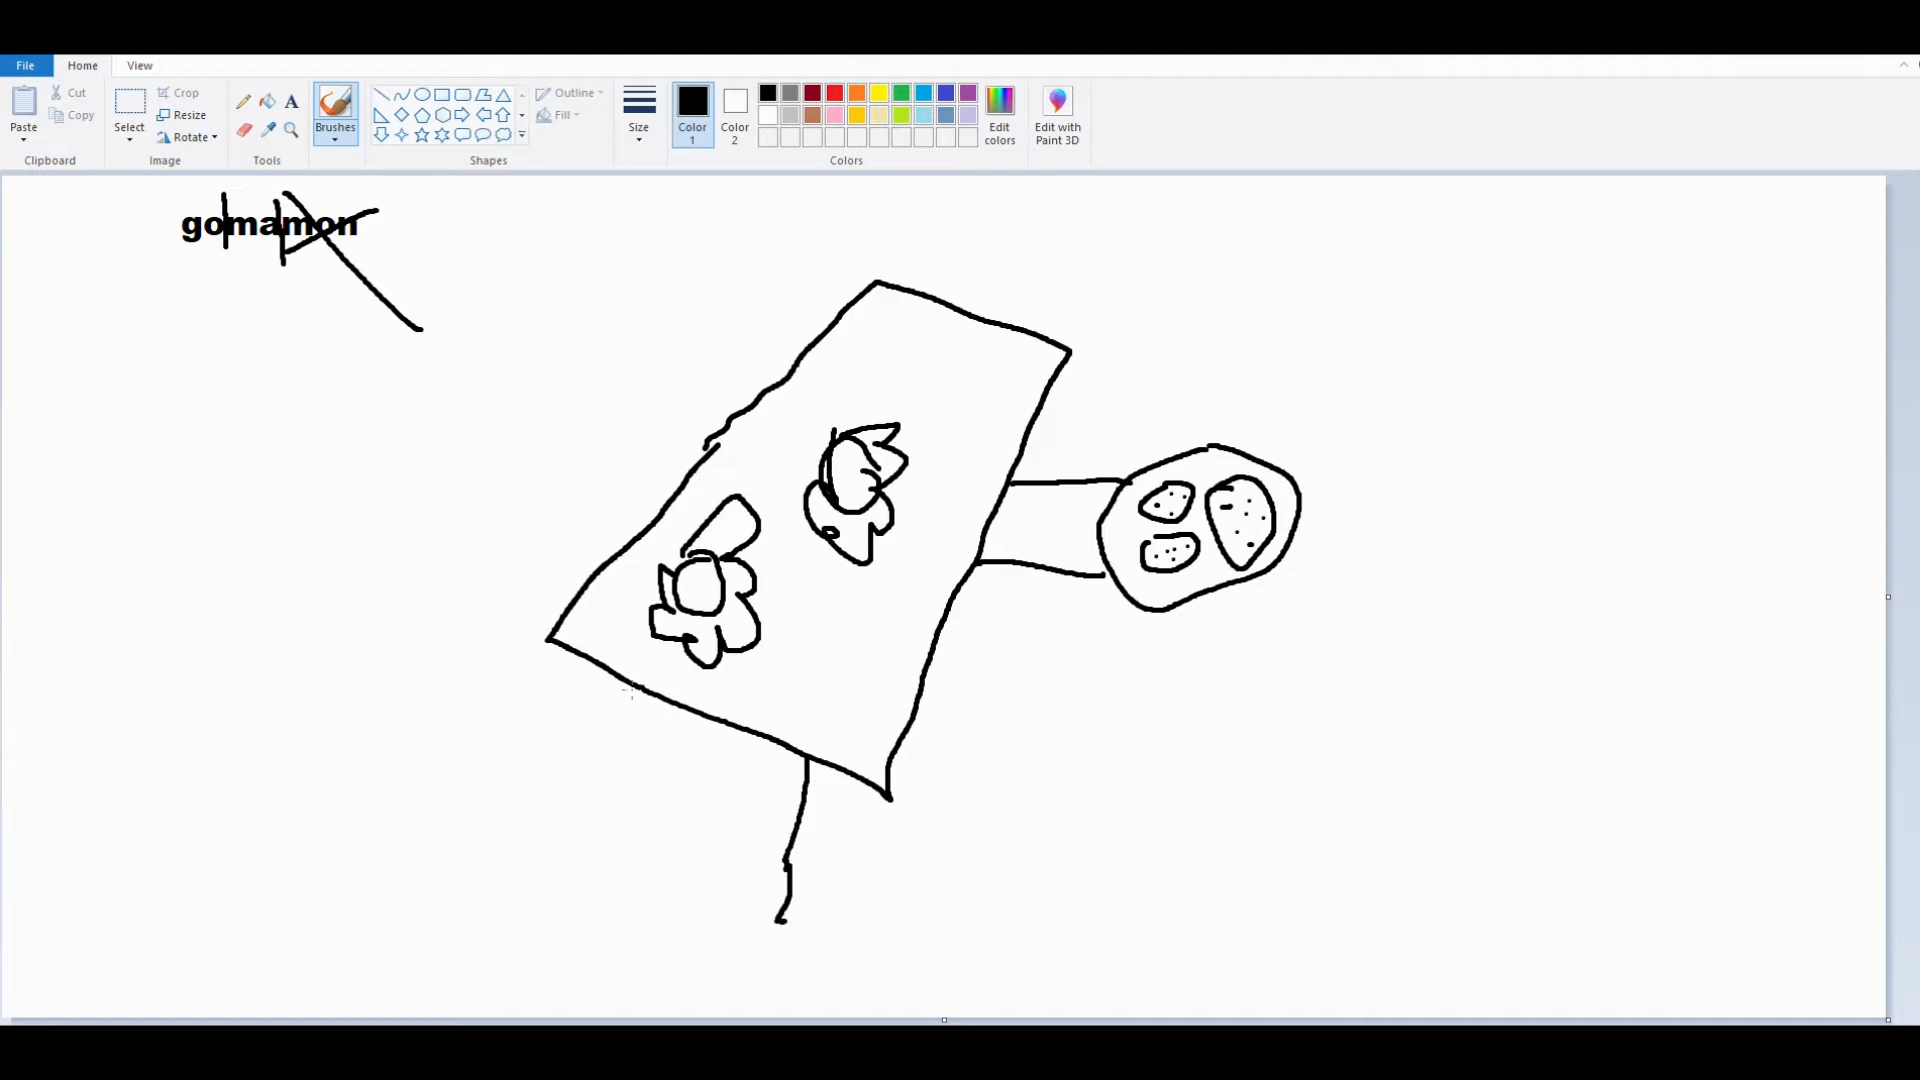 File Home View
Paste Cut Copy
Select Crop Resize Rotate
A
Brushes
Outline Fill
Size
Color 1 Color 2
Edit colors
Edit with Paint 3D
Clipboard Image Tools Shapes Colors
gomamon